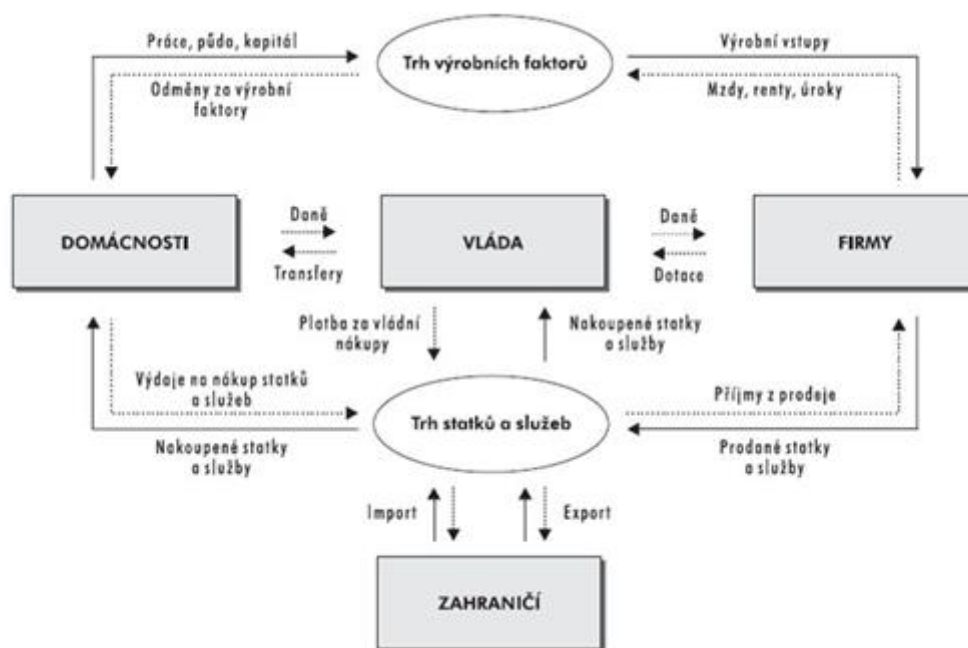 Práce, půda, kapitál
Trh výrobních faktorů
Výrobní vstupy
Odměny za výrobní
faktory
Mzdy, renty, úroky
DOMÁCNOSTI
Daně
Transfery
VLÁDA
Daně
Dotace
FIRMY
Platba za vládní
nákupy
Nakoupené statky
a služby
Výdaje na nákup statků
a služeb
Trh statků a služeb
Příjmy z prodeje
Nakoupené statky
a služby
Prodané statky
a služby
Import
Export
ZAHRANIČÍ